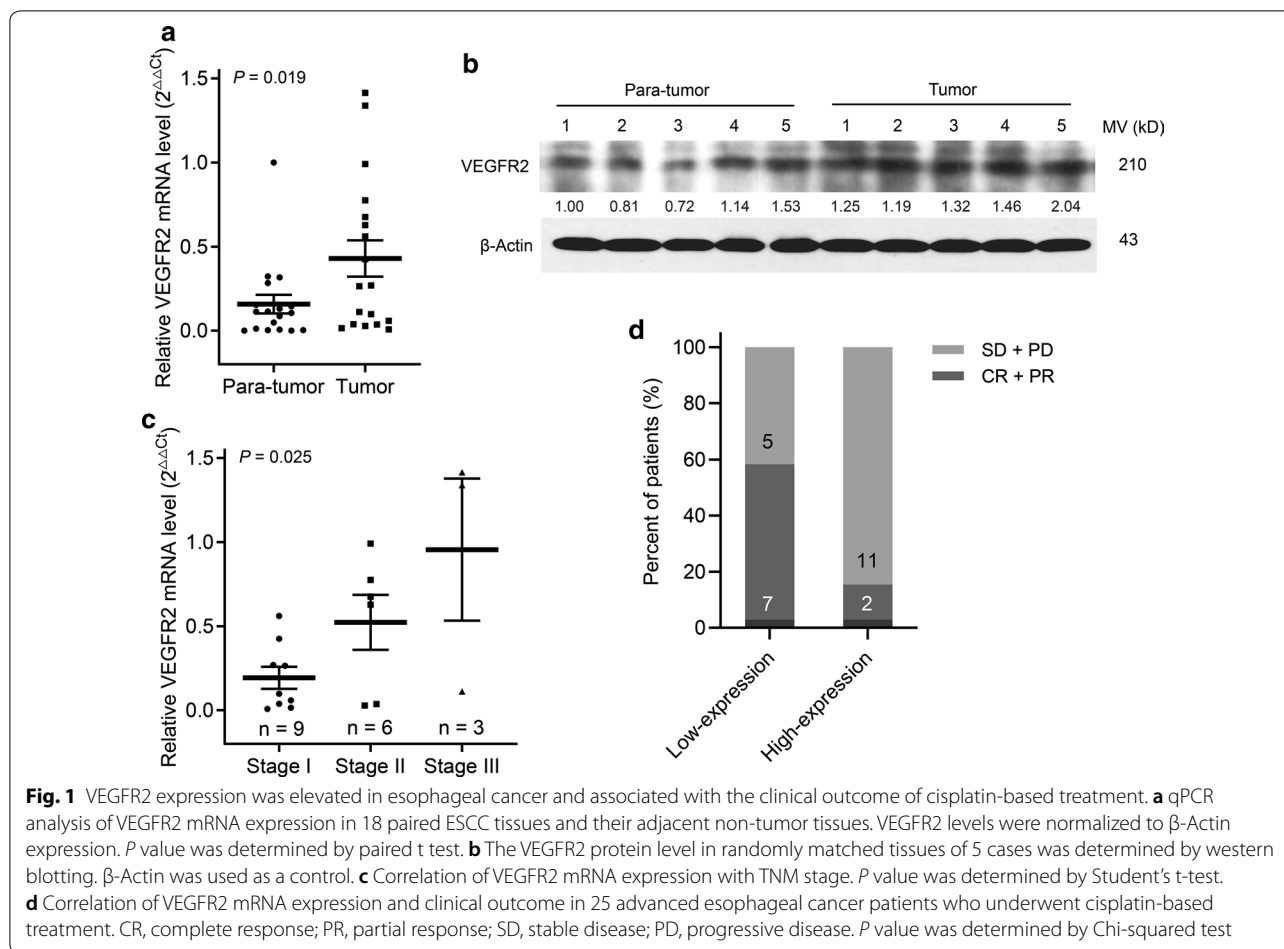 a
P = 0.019
Relative VEGFR2 mRNA level (2^ΔΔCt)
1.5
1.0
0.5
0.0
Para-tumor Tumor
b
Para-tumor Tumor
1 2 3 4 5 1 2 3 4 5 MV (kD)
VEGFR2 210
1.00 0.81 0.72 1.14 1.53 1.25 1.19 1.32 1.46 2.04
β-Actin 43
c
P = 0.025
Relative VEGFR2 mRNA level (2^ΔΔCt)
1.5
1.0
0.5
0.0
n = 9 n = 6 n = 3
Stage I Stage II Stage III
d
Percent of patients (%)
100
80
60
40
20
0
5
7
11
2
Low-expression
High-expression
SD + PD
CR + PR
Fig. 1 VEGFR2 expression was elevated in esophageal cancer and associated with the clinical outcome of cisplatin-based treatment. a qPCR
analysis of VEGFR2 mRNA expression in 18 paired ESCC tissues and their adjacent non-tumor tissues. VEGFR2 levels were normalized to β-Actin
expression. P value was determined by paired t test. b The VEGFR2 protein level in randomly matched tissues of 5 cases was determined by western
blotting. β-Actin was used as a control. c Correlation of VEGFR2 mRNA expression with TNM stage. P value was determined by Student's t-test.
d Correlation of VEGFR2 mRNA expression and clinical outcome in 25 advanced esophageal cancer patients who underwent cisplatin-based
treatment. CR, complete response; PR, partial response; SD, stable disease; PD, progressive disease. P value was determined by Chi-squared test